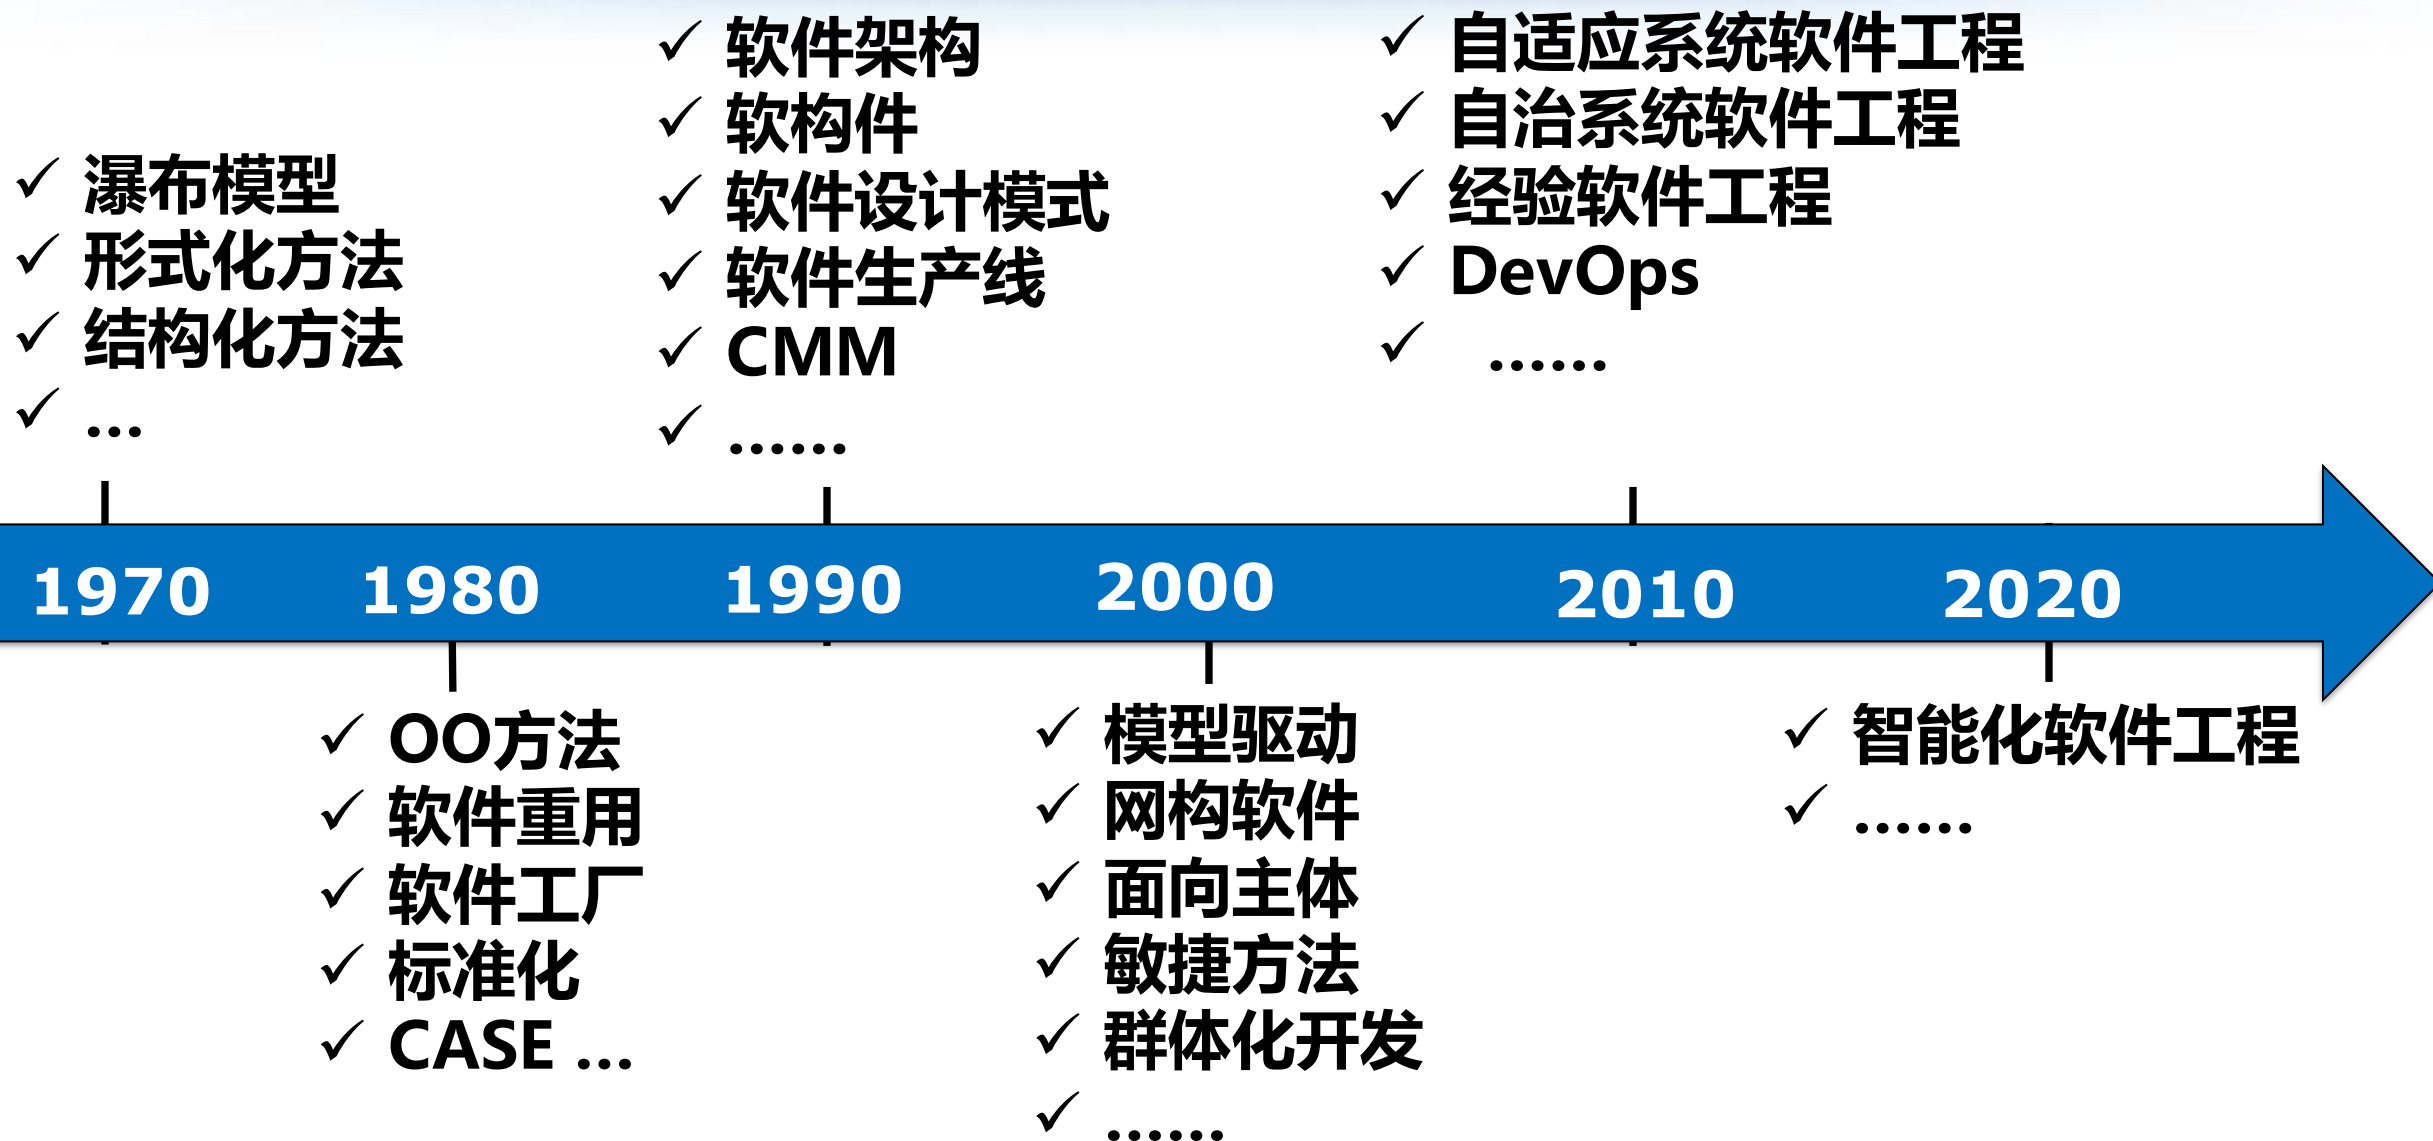 瀑布模型
形式化方法
结构化方法
...
软件架构
软构件
软件设计模式
软件生产线
CMM
......
自适应系统软件工程
自治系统软件工程
经验软件工程
DevOps
......
1970 1980 1990 2000 2010 2020
OO方法
软件重用
软件工厂
标准化
CASE ...
模型驱动
网构软件
面向主体
敏捷方法
群体化开发
......
智能化软件工程
......